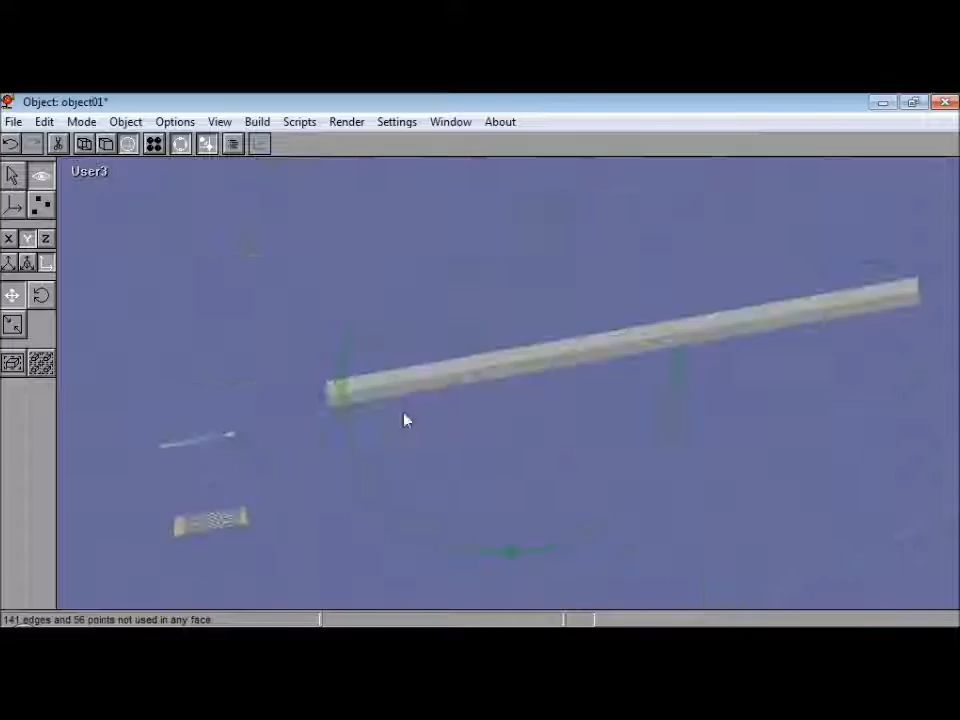 Object: object01*
File Edit Mode Object Options View Build Scripts Render Settings Window About
User3
X Y Z
141 edges and 56 points not used in any face